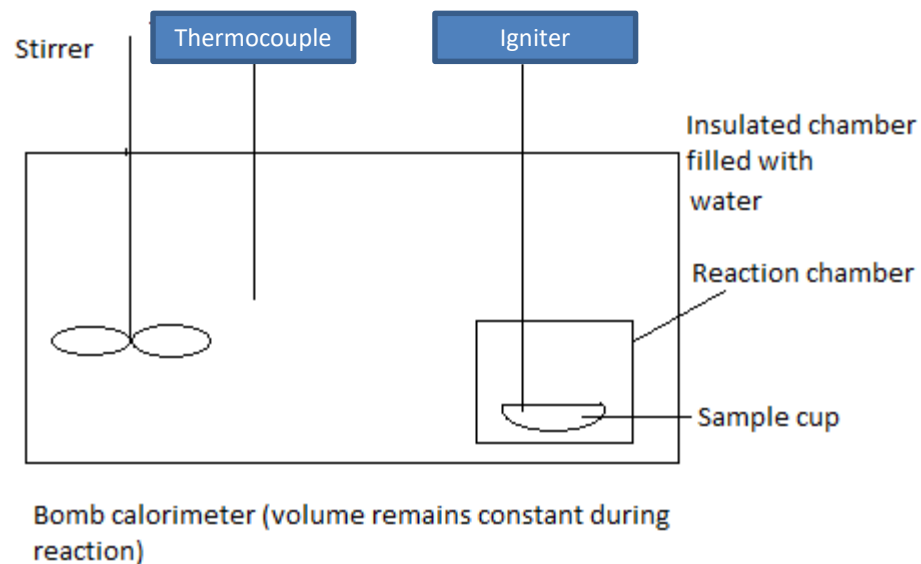 Stirrer
Thermocouple
Igniter
Insulated chamber
filled with
water
Reaction chamber
Sample cup
Bomb calorimeter (volume remains constant during
reaction)